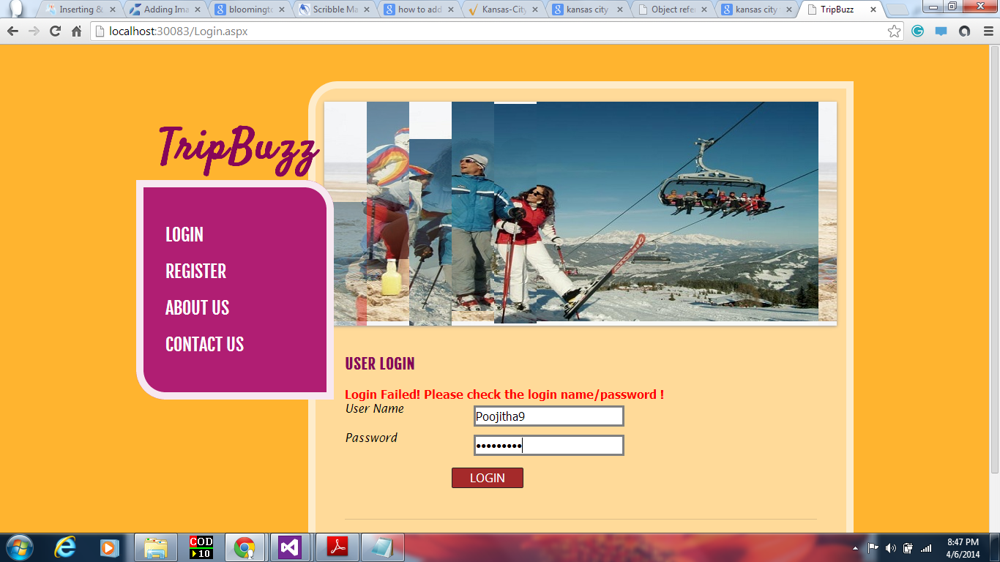 Inserting &
Adding Ima
bloomingto
Scribble Ma
how to add
Kansas-City
kansas city
Object refe
kansas city
TripBuzz
localhost:30083/Login.aspx
TripBuzz
LOGIN
REGISTER
ABOUT US
CONTACT US
USER LOGIN
Login Failed! Please check the login name/password !
User Name
Poojitha9
Password
•••••••••
LOGIN
COD
10
8:47 PM
4/6/2014